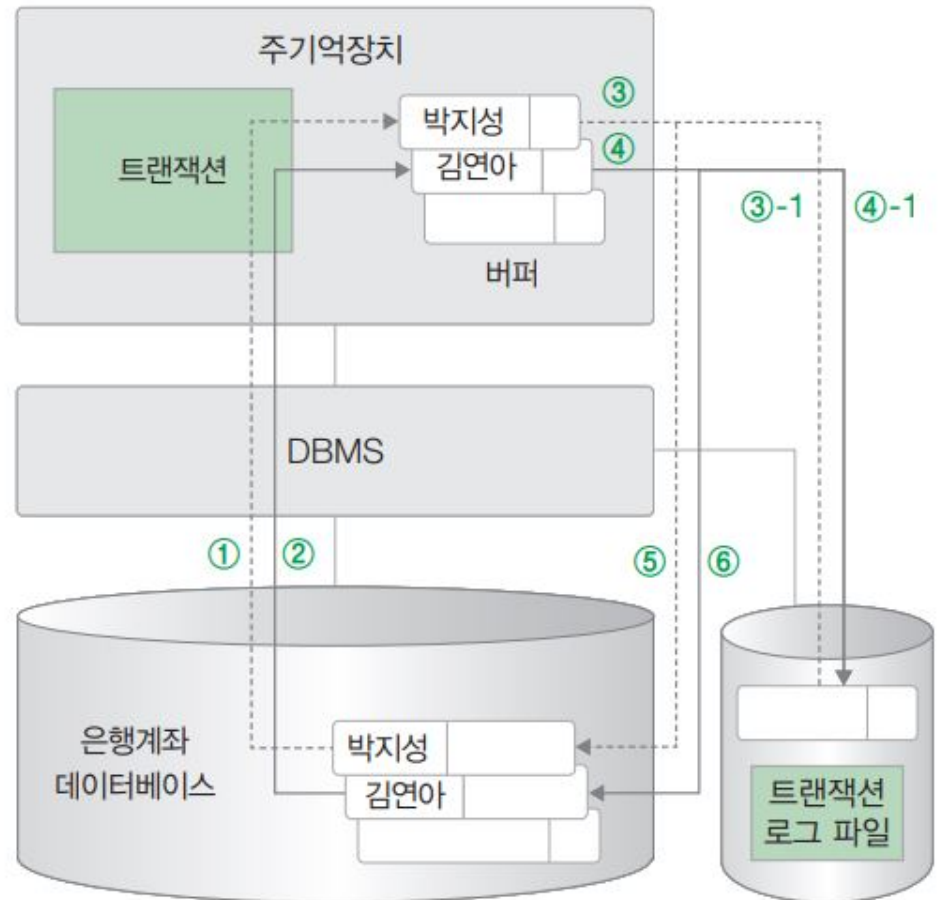 주기억장치
트랜잭션
박지성
③
김연아
④
버퍼
③-1
④-1
DBMS
①
②
⑤
⑥
은행계좌
데이터베이스
박지성
김연아
트랜잭션
로그 파일